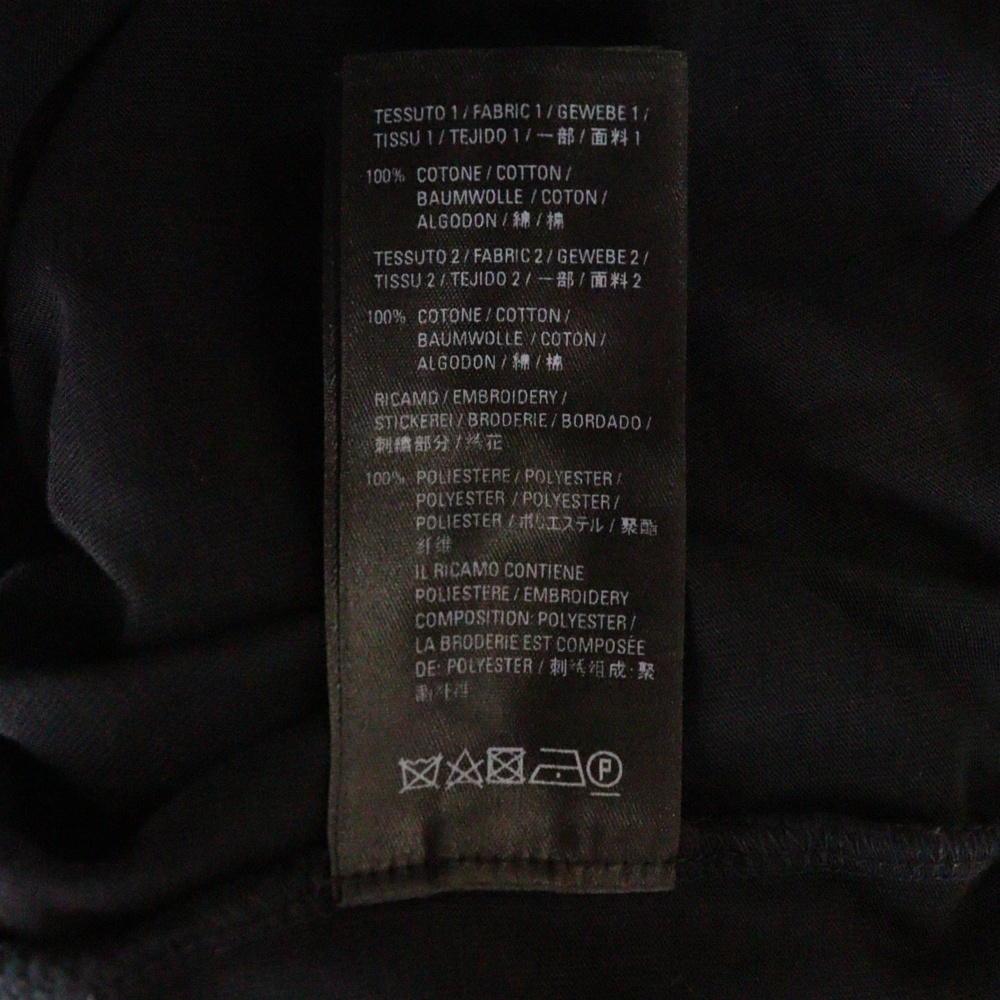 TESSUTO 1 / FABRIC 1 / GEWEBE 1 /
TISSU 1 / TEJIDO 1 / 一部 / 面料 1
100% COTONE / COTTON /
BAUMWOLLE / COTON /
ALGODON / 綿 / 棉
TESSUTO 2 / FABRIC 2 / GEWEBE 2 /
TISSU 2 / TEJIDO 2 / 一部 / 面料 2
100% COTONE / COTTON /
BAUMWOLLE / COTON /
ALGODON / 綿 / 棉
RICAMO / EMBROIDERY /
STICKEREI / BRODERIE / BORDADO /
刺繍部分 / 绣花
100% POLIESTERE / POLYESTER /
POLYESTER / POLYESTER /
POLIESTER / ポリエステル / 聚酯
纤维
IL RICAMO CONTIENE
POLIESTERE / EMBROIDERY
COMPOSITION: POLYESTER /
LA BRODERIE EST COMPOSÉE
DE: POLYESTER / 刺绣组成: 聚
P